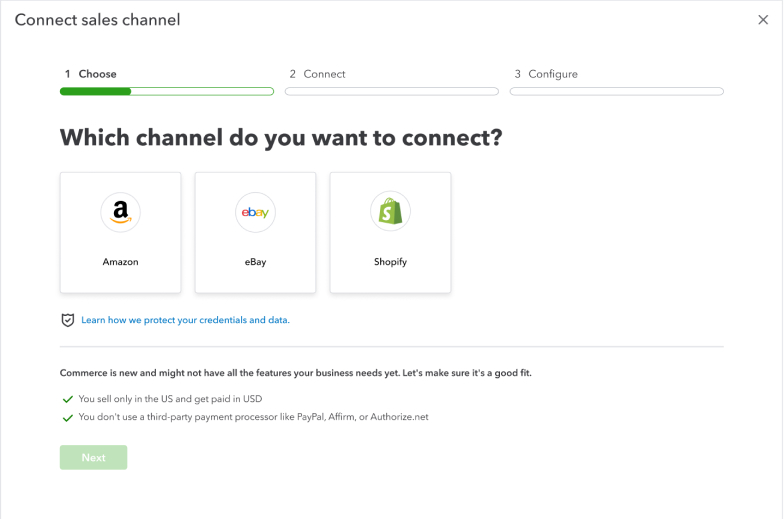 Connect sales channel
1 Choose
2 Connect
3 Configure
Which channel do you want to connect?
a
ebay
S
Amazon
eBay
Shopify
Learn how we protect your credentials and data.
Commerce is new and might not have all the features your business needs yet. Let's make sure it's a good fit.
You sell only in the US and get paid in USD
You don't use a third-party payment processor like PayPal, Affirm, or Authorize.net
Next